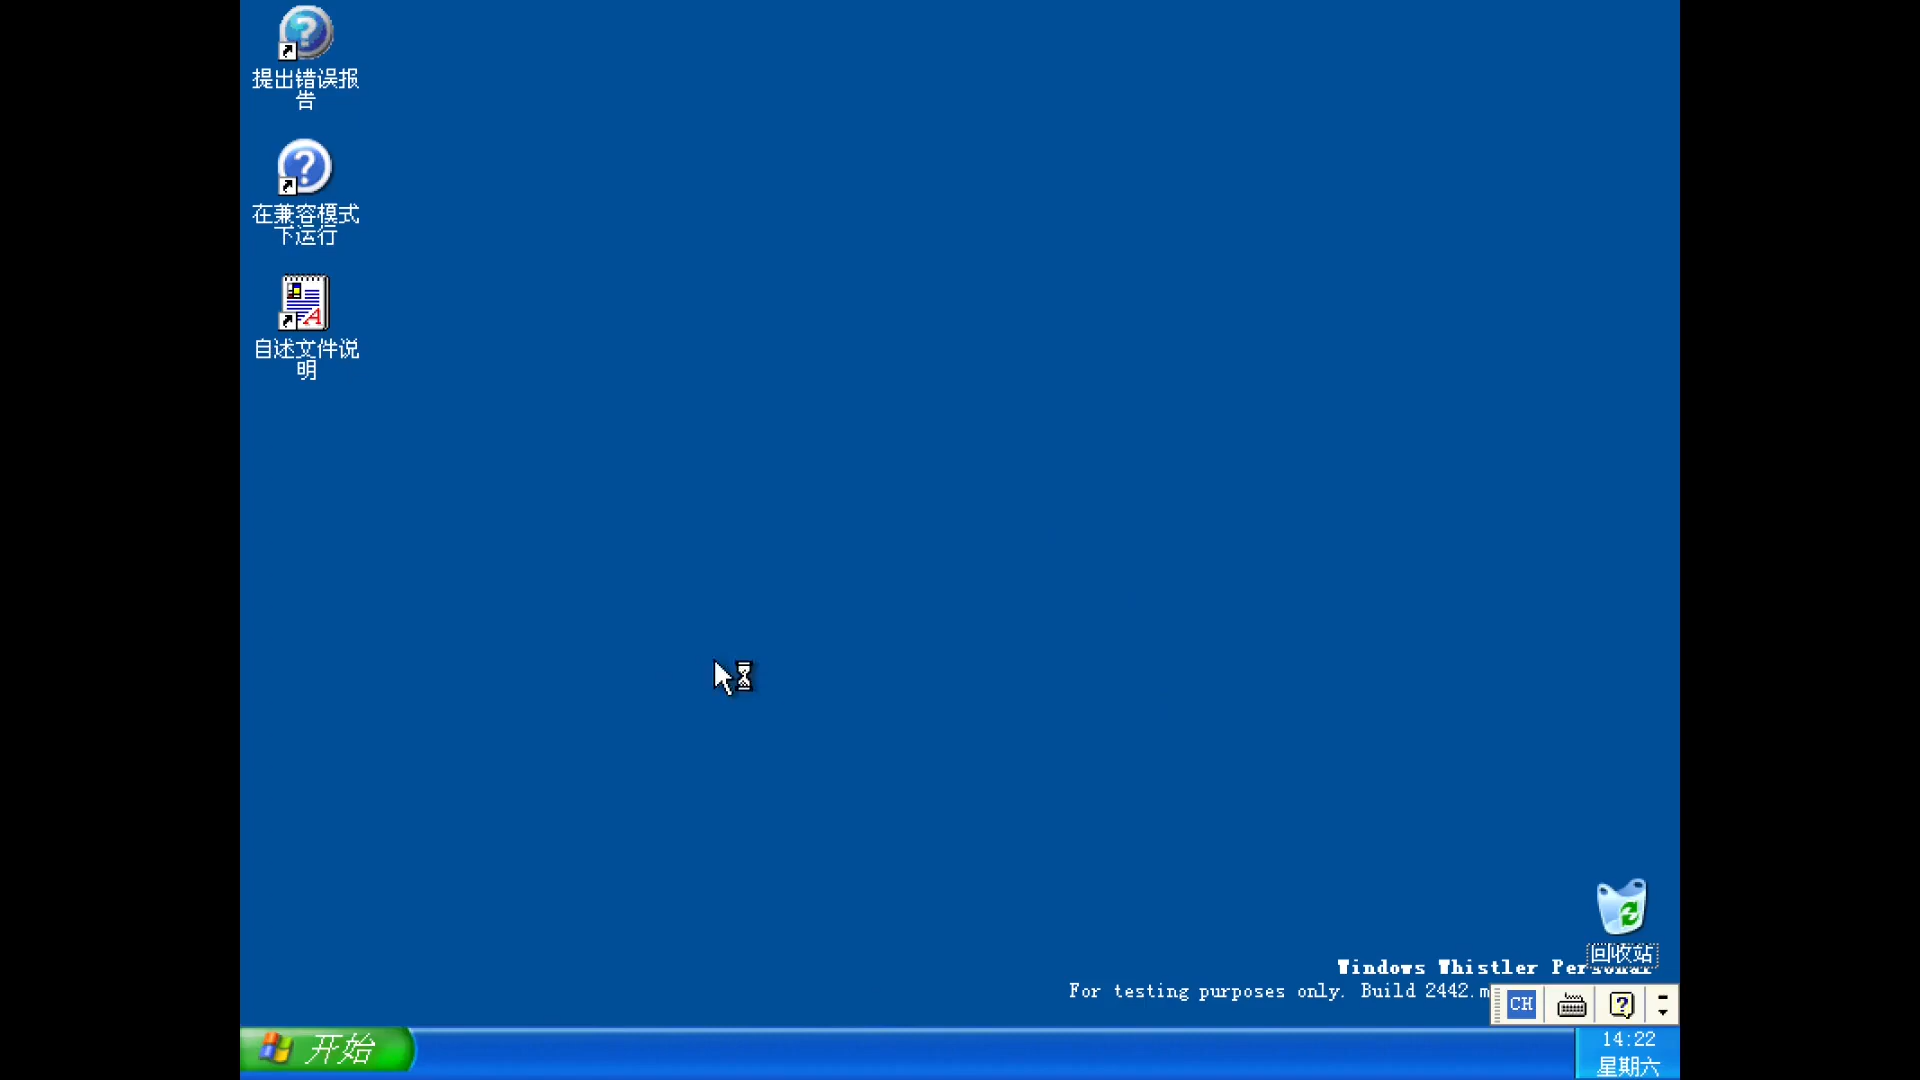 提出错误报
告
在兼容模式
下运行
自述文件说
明
回收站
Windows Whistler Personal
For testing purposes only. Build 2442.m
CH
开始
14:22
星期六